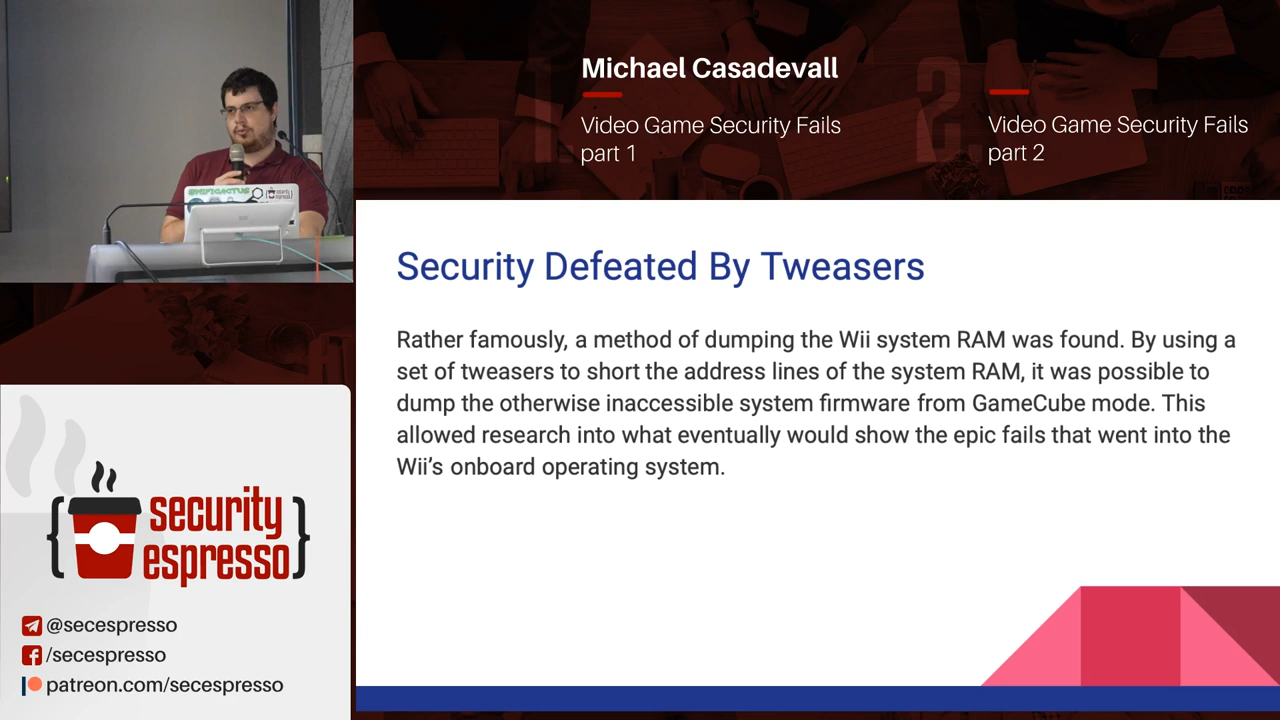 Michael Casadevall
Video Game Security Fails
part 1
Video Game Security Fails
part 2
Security Defeated By Tweasers
Rather famously, a method of dumping the Wii system RAM was found. By using a
set of tweasers to short the address lines of the system RAM, it was possible to
dump the otherwise inaccessible system firmware from GameCube mode. This
allowed research into what eventually would show the epic fails that went into the
Wii’s onboard operating system.
security
espresso
@secespresso
/secespresso
patreon.com/secespresso